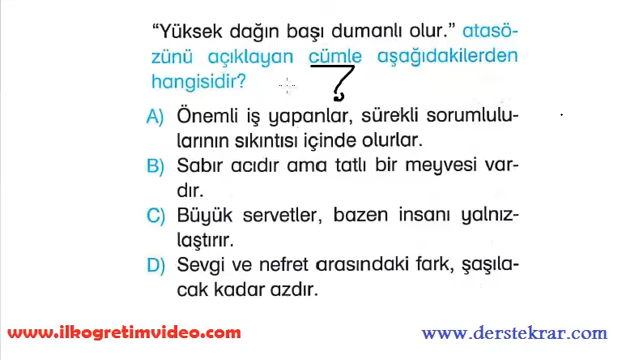 “Yüksek dağın başı dumanlı olur.” atasö-
zünü açıklayan cümle aşağıdakilerden
hangisidir?
?
A) Önemli iş yapanlar, sürekli sorumlulu-
larının sıkıntısı içinde olurlar.
B) Sabır acıdır ama tatlı bir meyvesi var-
dır.
C) Büyük servetler, bazen insanı yalnız-
laştırır.
D) Sevgi ve nefret arasındaki fark, şaşıla-
cak kadar azdır.
www.ilkogretimvideo.com
www.derstekrar.com